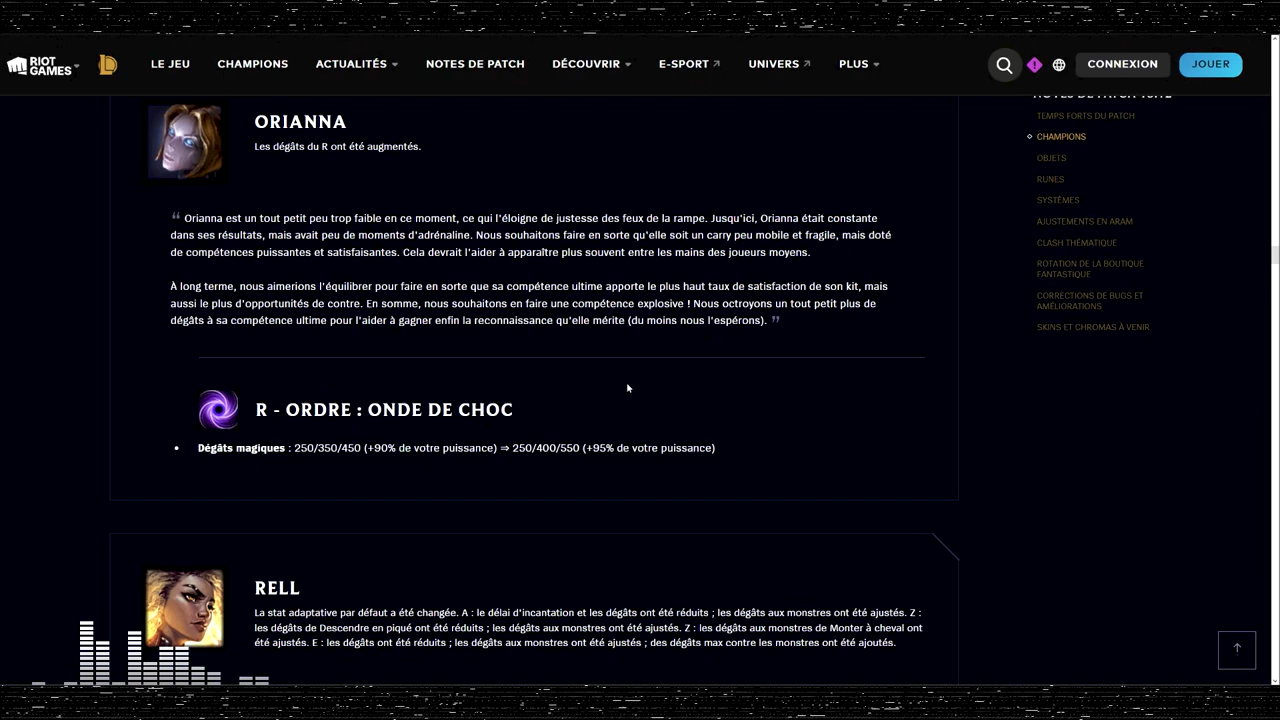 RIOT GAMES
LE JEU
CHAMPIONS
ACTUALITÉS
NOTES DE PATCH
DÉCOUVRIR
E-SPORT
UNIVERS
PLUS
CONNEXION
JOUER
ORIANNA
Les dégâts du R ont été augmentés.
“ Orianna est un tout petit peu trop faible en ce moment, ce qui l'éloigne de justesse des feux de la rampe. Jusqu'ici, Orianna était constante
dans ses résultats, mais avait peu de moments d'adrénaline. Nous souhaitons faire en sorte qu'elle soit un carry peu mobile et fragile, mais doté
de compétences puissantes et satisfaisantes. Cela devrait l'aider à apparaître plus souvent entre les mains des joueurs moyens.
À long terme, nous aimerions l'équilibrer pour faire en sorte que sa compétence ultime apporte le plus haut taux de satisfaction de son kit, mais
aussi le plus d'opportunités de contre. En somme, nous souhaitons en faire une compétence explosive ! Nous octroyons un tout petit plus de
dégâts à sa compétence ultime pour l'aider à gagner enfin la reconnaissance qu'elle mérite (du moins nous l'espérons). ”
R - ORDRE : ONDE DE CHOC
• Dégâts magiques : 250/350/450 (+90% de votre puissance) ⇒ 250/400/550 (+95% de votre puissance)
RELL
La stat adaptative par défaut a été changée. A : le délai d'incantation et les dégâts ont été réduits ; les dégâts aux monstres ont été ajustés. Z :
les dégâts de Descendre en piqué ont été réduits ; les dégâts aux monstres ont été ajustés. Z : les dégâts aux monstres de Monter à cheval ont
été ajustés. E : les dégâts ont été réduits ; les dégâts aux monstres ont été ajustés ; des dégâts max contre les monstres ont été ajoutés.
TEMPS FORTS DU PATCH
CHAMPIONS
OBJETS
RUNES
SYSTÈMES
AJUSTEMENTS EN ARAM
CLASH THÉMATIQUE
ROTATION DE LA BOUTIQUE
FANTASTIQUE
CORRECTIONS DE BUGS ET
AMÉLIORATIONS
SKINS ET CHROMAS À VENIR